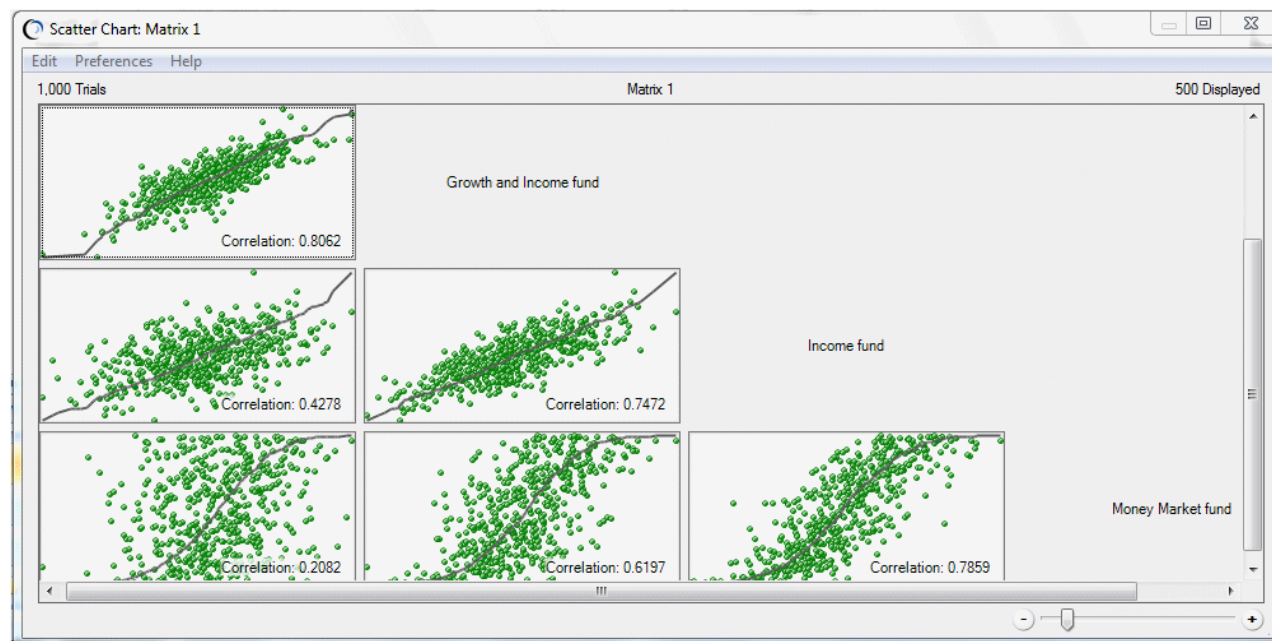 Scatter Chart: Matrix 1
Edit Preferences Help
1,000 Trials Matrix 1 500 Displayed
Growth and Income fund
Correlation: 0.8062
Income fund
Correlation: 0.4278 Correlation: 0.7472
Money Market fund
Correlation: 0.2082 Correlation: 0.6197 Correlation: 0.7859